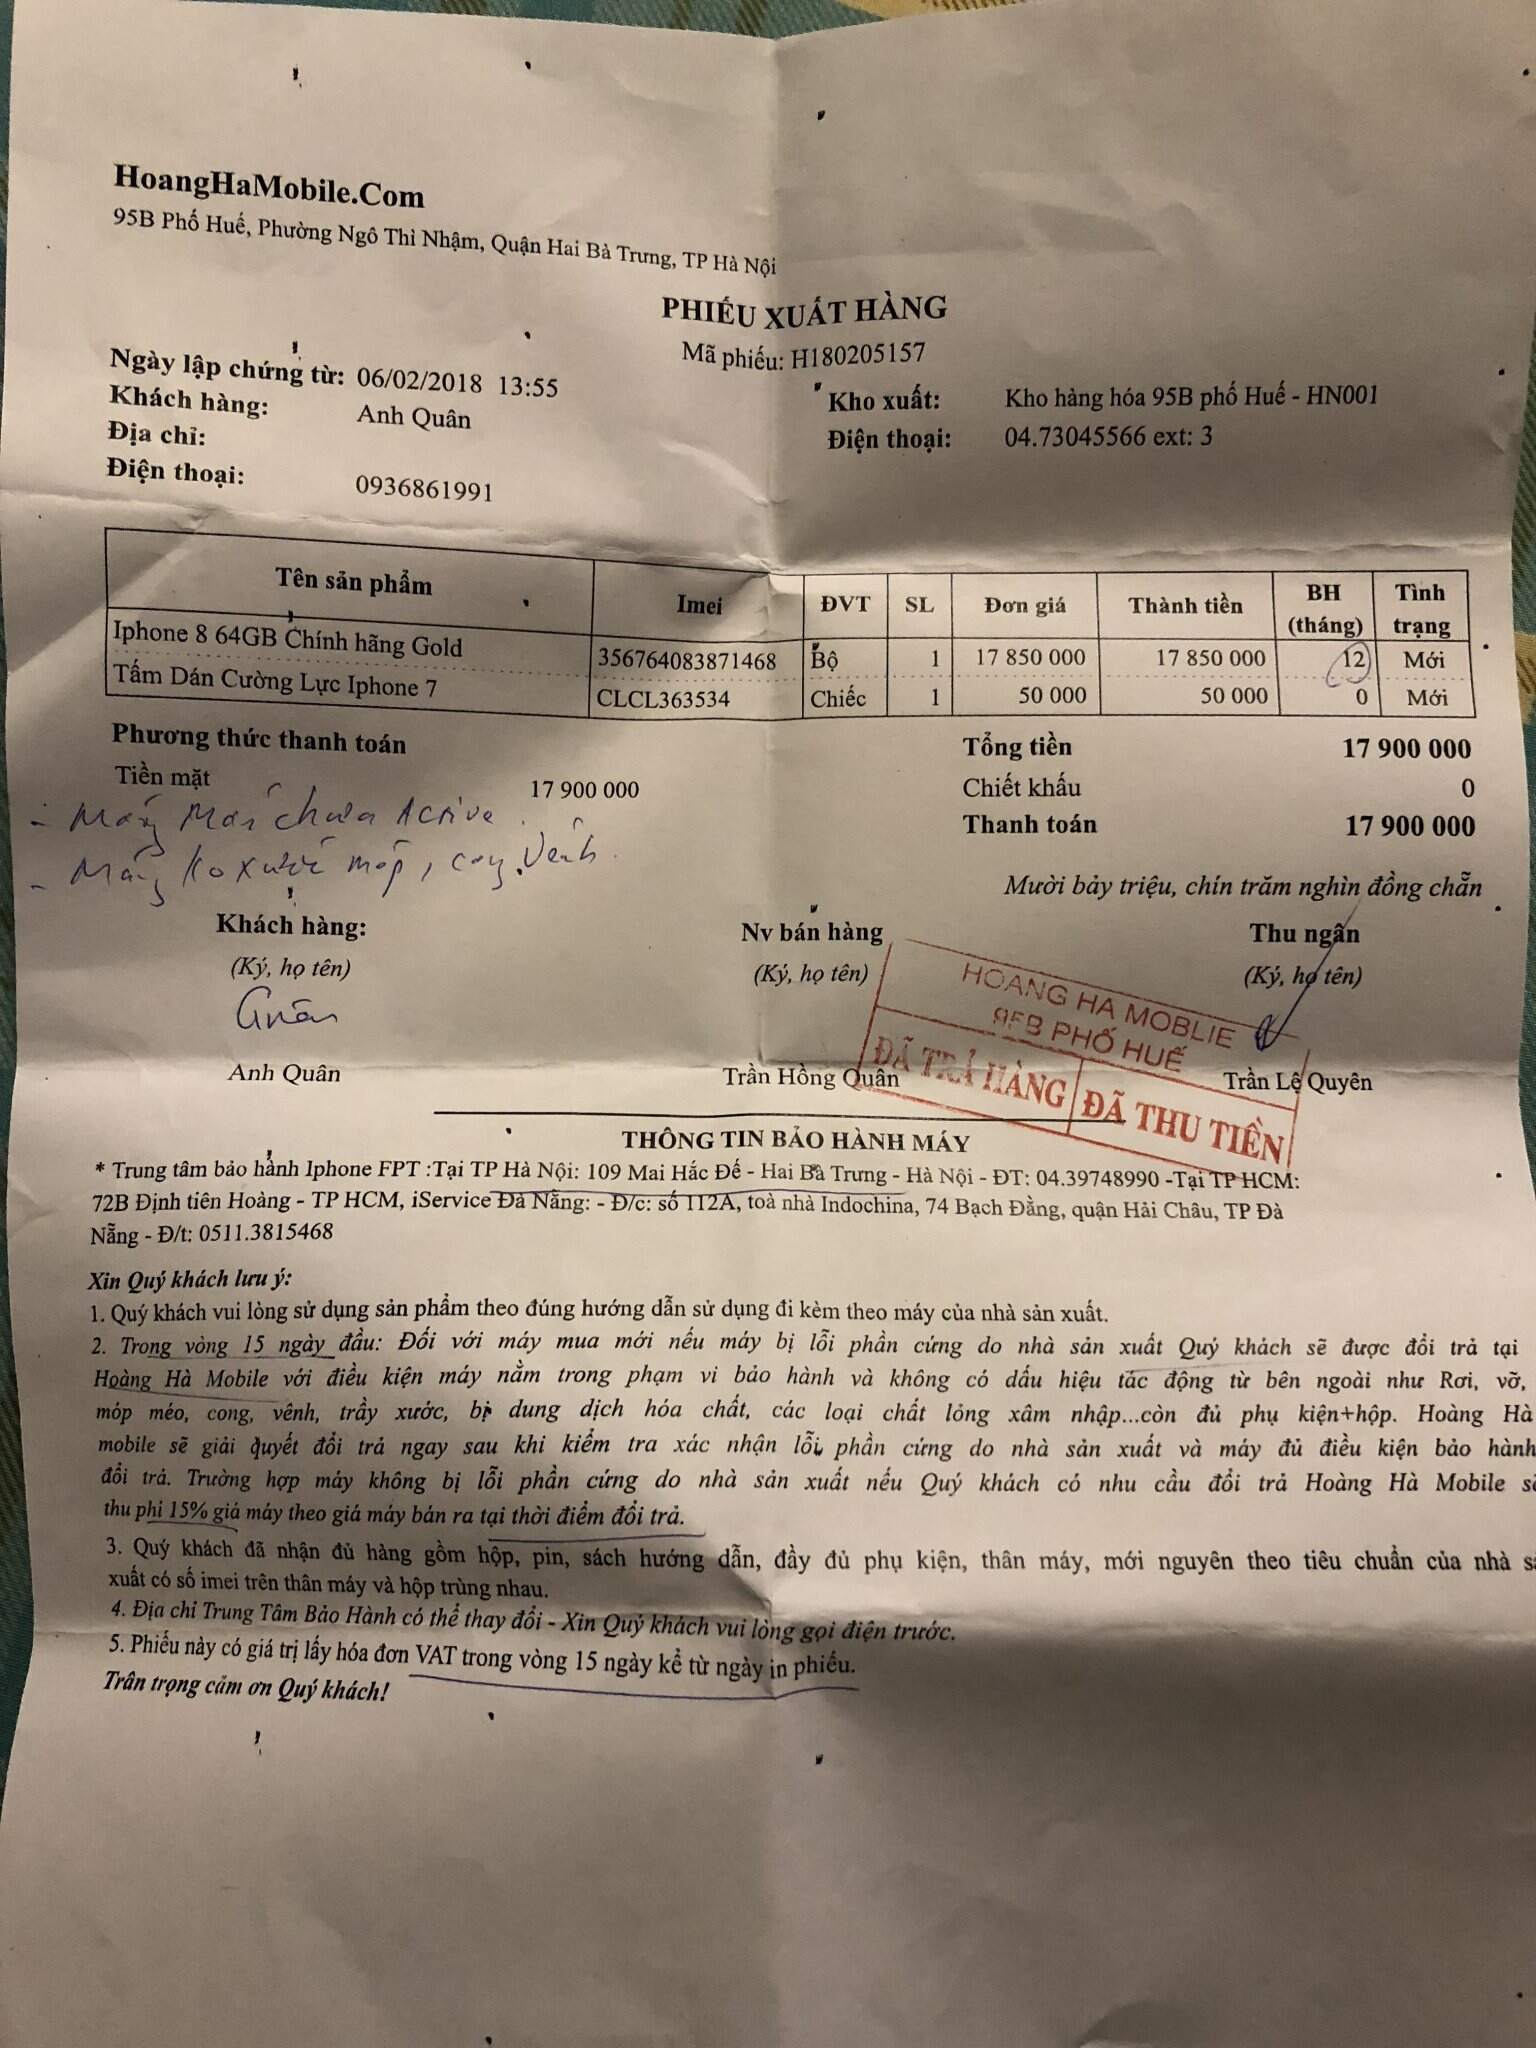 HoangHaMobile.Com
95B Phố Huế, Phường Ngô Thì Nhậm, Quận Hai Bà Trưng, TP Hà Nội
PHIẾU XUẤT HÀNG
Mã phiếu: H180205157
Ngày lập chứng từ: 06/02/2018 13:55
Khách hàng: Anh Quân
Địa chỉ:
Điện thoại: 0936861991
Kho xuất: Kho hàng hóa 95B phố Huế - HN001
Điện thoại: 04.73045566 ext: 3
Tên sản phẩm Imei ĐVT SL Đơn giá Thành tiền BH (tháng) Tình trạng
Iphone 8 64GB Chính hãng Gold 356764083871468 Bộ 1 17 850 000 17 850 000 12 Mới
Tấm Dán Cường Lực Iphone 7 CLCL363534 Chiếc 1 50 000 50 000 0 Mới
Phương thức thanh toán
Tiền mặt 17 900 000
Tổng tiền 17 900 000
Chiết khấu 0
Thanh toán 17 900 000
- Máy mới chưa Active.
- Máy ko xước móp, cong vênh.
Mười bảy triệu, chín trăm nghìn đồng chẵn
Khách hàng: Nv bán hàng Thu ngân
(Ký, họ tên) (Ký, họ tên) (Ký, họ tên)
Quân
HOANG HA MOBLIE
95B PHỐ HUẾ
ĐÃ TRẢ HÀNG ĐÃ THU TIỀN
Anh Quân Trần Hồng Quân Trần Lệ Quyên
THÔNG TIN BẢO HÀNH MÁY
* Trung tâm bảo hành Iphone FPT :Tại TP Hà Nội: 109 Mai Hắc Đế - Hai Bà Trưng - Hà Nội - ĐT: 04.39748990 -Tại TP HCM:
72B Định tiên Hoàng - TP HCM, iService Đà Nẵng: - Đ/c: số 112A, toà nhà Indochina, 74 Bạch Đằng, quận Hải Châu, TP Đà
Nẵng - Đ/t: 0511.3815468
Xin Quý khách lưu ý:
1. Quý khách vui lòng sử dụng sản phẩm theo đúng hướng dẫn sử dụng đi kèm theo máy của nhà sản xuất.
2. Trong vòng 15 ngày đầu: Đối với máy mua mới nếu máy bị lỗi phần cứng do nhà sản xuất Quý khách sẽ được đổi trả tại
Hoàng Hà Mobile với điều kiện máy nằm trong phạm vi bảo hành và không có dấu hiệu tác động từ bên ngoài như Rơi, vỡ,
móp méo, cong, vênh, trầy xước, bị dung dịch hóa chất, các loại chất lỏng xâm nhập...còn đủ phụ kiện+hộp. Hoàng Hà
mobile sẽ giải quyết đổi trả ngay sau khi kiểm tra xác nhận lỗi phần cứng do nhà sản xuất và máy đủ điều kiện bảo hành
đổi trả. Trường hợp máy không bị lỗi phần cứng do nhà sản xuất nếu Quý khách có nhu cầu đổi trả Hoàng Hà Mobile sẽ
thu phí 15% giá máy theo giá máy bán ra tại thời điểm đổi trả.
3. Quý khách đã nhận đủ hàng gồm hộp, pin, sách hướng dẫn, đầy đủ phụ kiện, thân máy, mới nguyên theo tiêu chuẩn của nhà sả
xuất có số imei trên thân máy và hộp trùng nhau.
4. Địa chỉ Trung Tâm Bảo Hành có thể thay đổi - Xin Quý khách vui lòng gọi điện trước.
5. Phiếu này có giá trị lấy hóa đơn VAT trong vòng 15 ngày kể từ ngày in phiếu.
Trân trọng cảm ơn Quý khách!